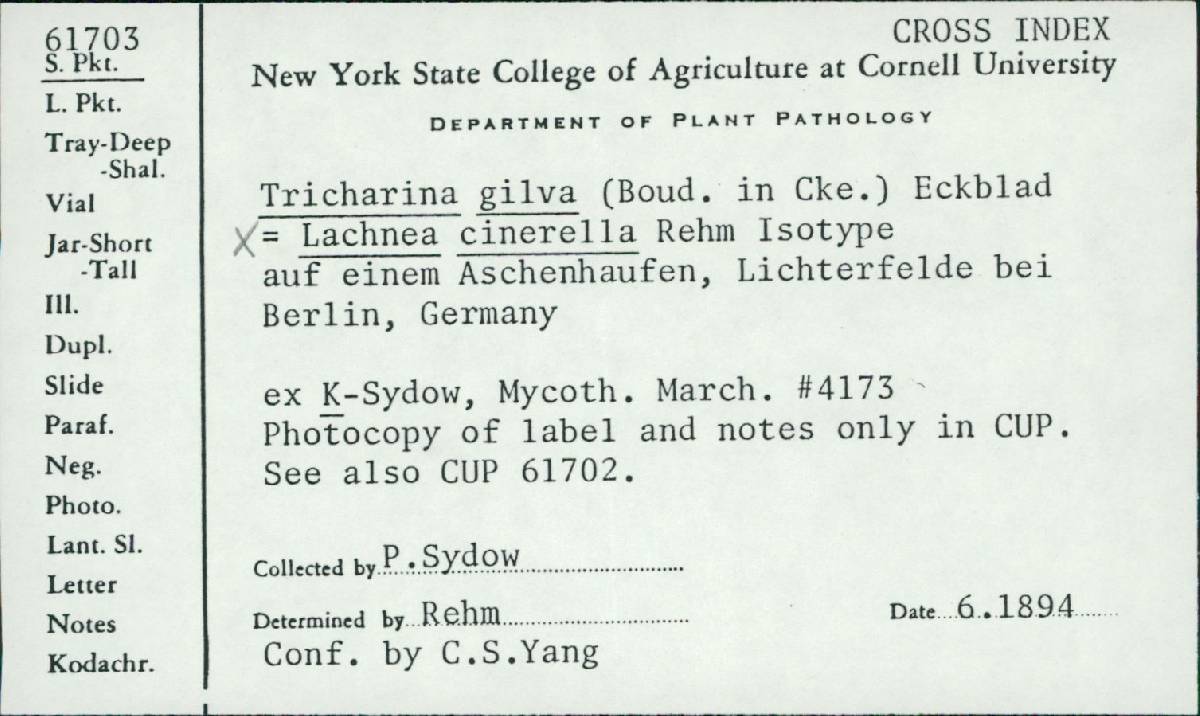 61703
S. Pkt.
L. Pkt.
Tray-Deep
-Shal.
Vial
Jar-Short
-Tall
Ill.
Dupl.
Slide
Paraf.
Neg.
Photo.
Lant. Sl.
Letter
Notes
Kodachr.
CROSS INDEX
New York State College of Agriculture at Cornell University
DEPARTMENT OF PLANT PATHOLOGY
Tricharina gilva (Boud. in Cke.) Eckblad
X= Lachnea cinerella Rehm Isotype
auf einem Aschenhaufen, Lichterfelde bei
Berlin, Germany
ex K-Sydow, Mycoth. March. #4173
Photocopy of label and notes only in CUP.
See also CUP 61702.
Collected by P.Sydow
Determined by Rehm
Date 6.1894
Conf. by C.S.Yang